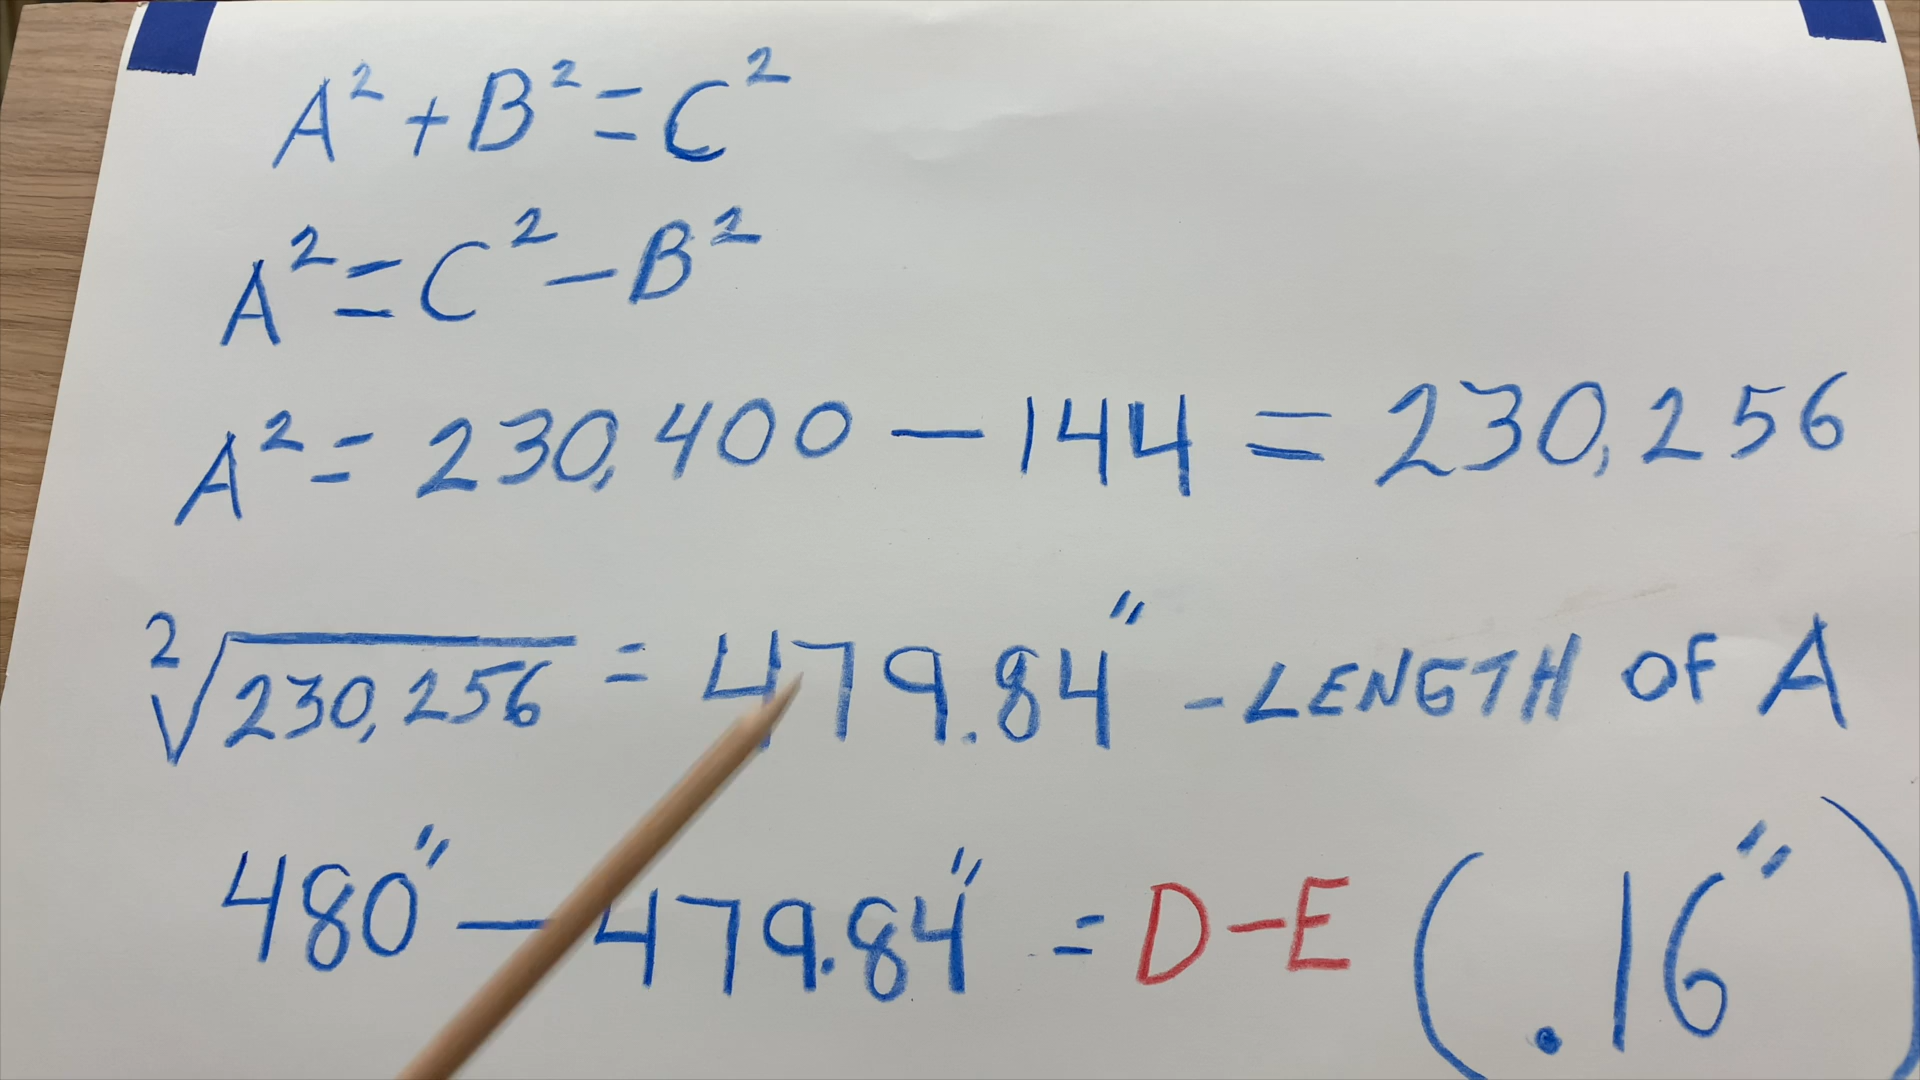 A² + B² = C²
A² = C² - B²
A² = 230,400 - 144 = 230,256
²√230,256 = 479.84" - LENGTH OF A
480" - 479.84" = D-E (.16")